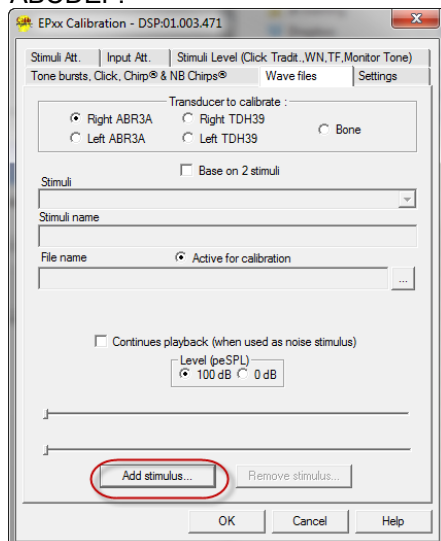 ABCDEF.
EPxx Calibration - DSP:01.003.471
Stimuli Att. Input Att. Stimuli Level (Click Tradit.,WN,TF,Monitor Tone)
Tone bursts, Click, Chirp® & NB Chirps® Wave files Settings
Transducer to calibrate :
Right ABR3A Right TDH39
Bone
Left ABR3A Left TDH39
Base on 2 stimuli
Stimuli
Stimuli name
File name Active for calibration
...
Continues playback (when used as noise stimulus)
Level (peSPL)
100 dB 0 dB
Add stimulus... Remove stimulus...
OK Cancel Help